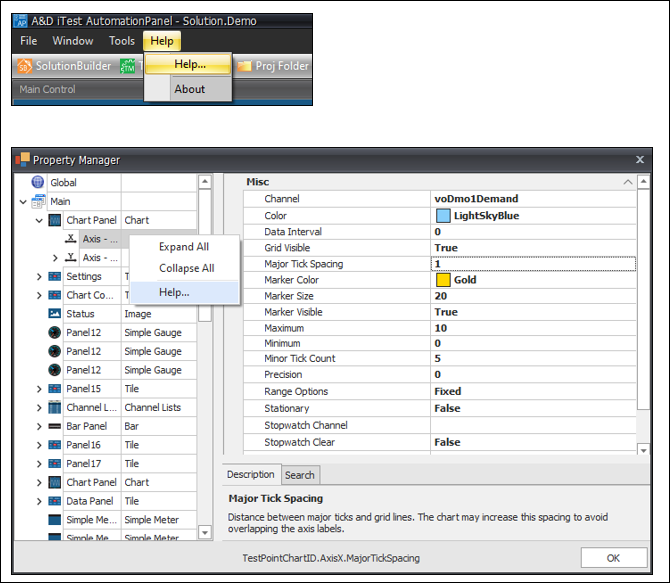 A&D iTest AutomationPanel - Solution.Demo
File Window Tools Help
SB SolutionBuilder ETM T Help... Proj Folder
Main Control About
Property Manager x
Global
Main
Chart Panel Chart
Axis - ...
Axis - ...
Expand All
Collapse All
Help...
Settings T
Chart Co... T
Status Image
Panel12 Simple Gauge
Panel12 Simple Gauge
Panel12 Simple Gauge
Panel15 Tile
Channel L... Channel Lists
Bar Panel Bar
Panel16 Tile
Panel17 Tile
Chart Panel Chart
Data Panel Tile
Simple Me... Simple Meter
Simple Me... Simple Meter
Misc
Channel voDmo1Demand
Color LightSkyBlue
Data Interval 0
Grid Visible True
Major Tick Spacing 1
Marker Color Gold
Marker Size 20
Marker Visible True
Maximum 10
Minimum 0
Minor Tick Count 5
Precision 0
Range Options Fixed
Stationary False
Stopwatch Channel
Stopwatch Clear False
Description Search
Major Tick Spacing
Distance between major ticks and grid lines. The chart may increase this spacing to avoid
overlapping the axis labels.
TestPointChartID.AxisX.MajorTickSpacing OK